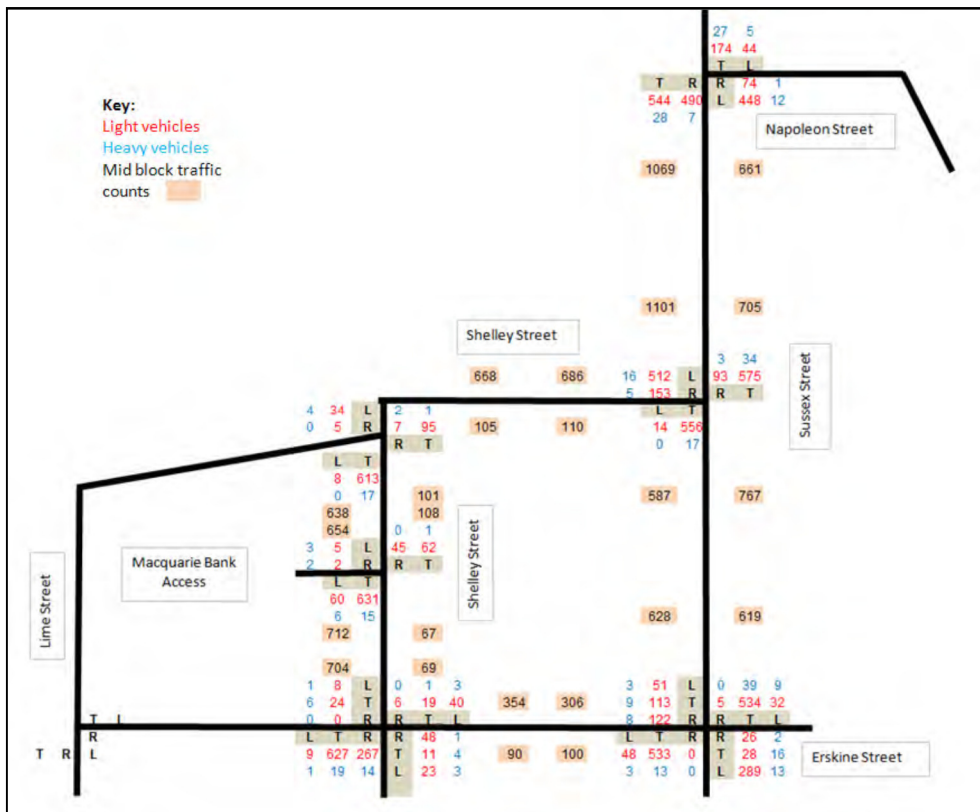 27 5
174 44
T L
T R R 74 1
544 490 L 448 12
28 7
Napoleon Street
Key:
Light vehicles
Heavy vehicles
Mid block traffic
counts
1069 661
1101 705
Shelley Street
3 34
668 686 16 512 L 93 575
5 153 R R T
Sussex Street
4 34 L 2 1 L T
0 5 R 7 95 105 110 14 556
R T 0 17
L T
8 613
0 17 101 587 767
638 108
654 0 1
3 5 L 45 62
2 2 R R T
Macquarie Bank
Access
Shelley Street
Lime Street
L T
60 631
6 15
712 67 628 619
704 69
1 8 L 0 1 3 3 51 L 0 39 9
6 24 T 6 19 40 354 306 9 113 T 5 534 32
0 0 R R T L 8 122 R R T L
T L
R L T R R 48 1 L T R R 26 2
T R L 9 627 267 T 11 4 90 100 48 533 0 T 28 16
1 19 14 L 23 3 3 13 0 L 289 13
Erskine Street